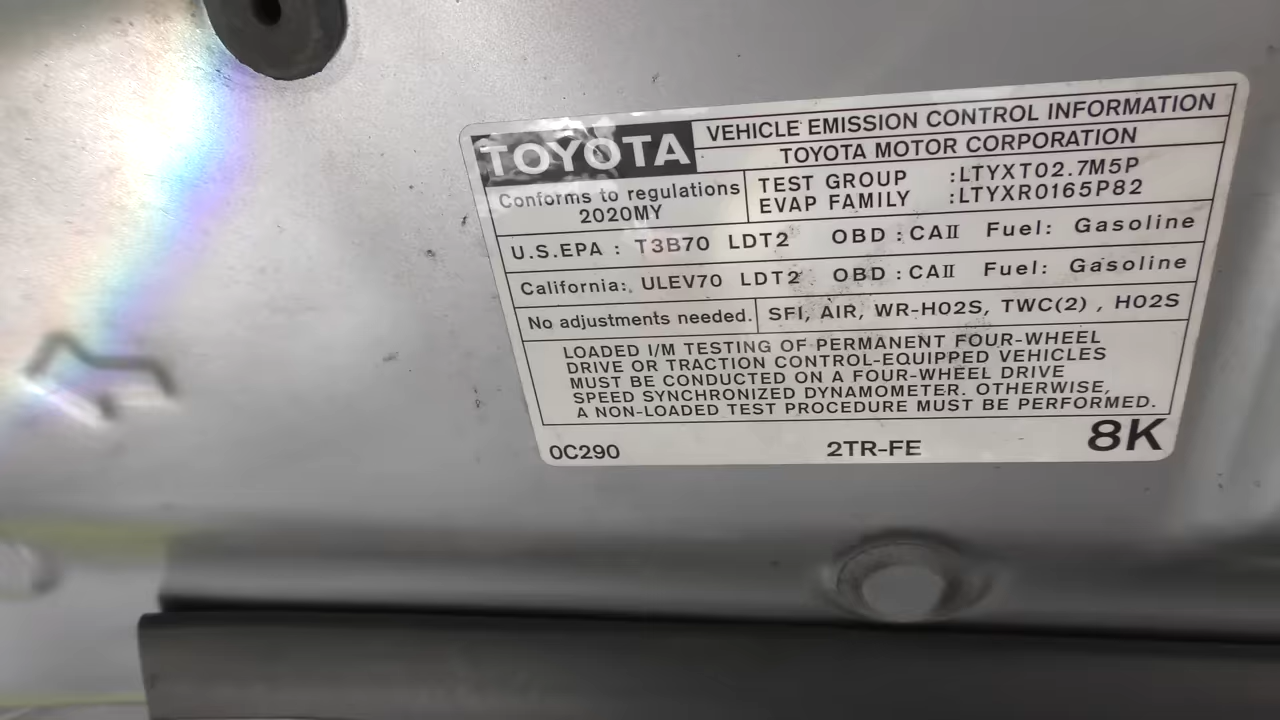 TOYOTA
VEHICLE EMISSION CONTROL INFORMATION
TOYOTA MOTOR CORPORATION
Conforms to regulations
2020MY
TEST GROUP :LTYXT02.7M5P
EVAP FAMILY :LTYXR0165P82
U.S.EPA : T3B70 LDT2 OBD : CAII Fuel: Gasoline
California: ULEV70 LDT2 OBD : CAII Fuel: Gasoline
No adjustments needed.
SFI, AIR, WR-HO2S, TWC(2) , HO2S
LOADED I/M TESTING OF PERMANENT FOUR-WHEEL
DRIVE OR TRACTION CONTROL-EQUIPPED VEHICLES
MUST BE CONDUCTED ON A FOUR-WHEEL DRIVE
SPEED SYNCHRONIZED DYNAMOMETER. OTHERWISE,
A NON-LOADED TEST PROCEDURE MUST BE PERFORMED.
0C290
2TR-FE
8K